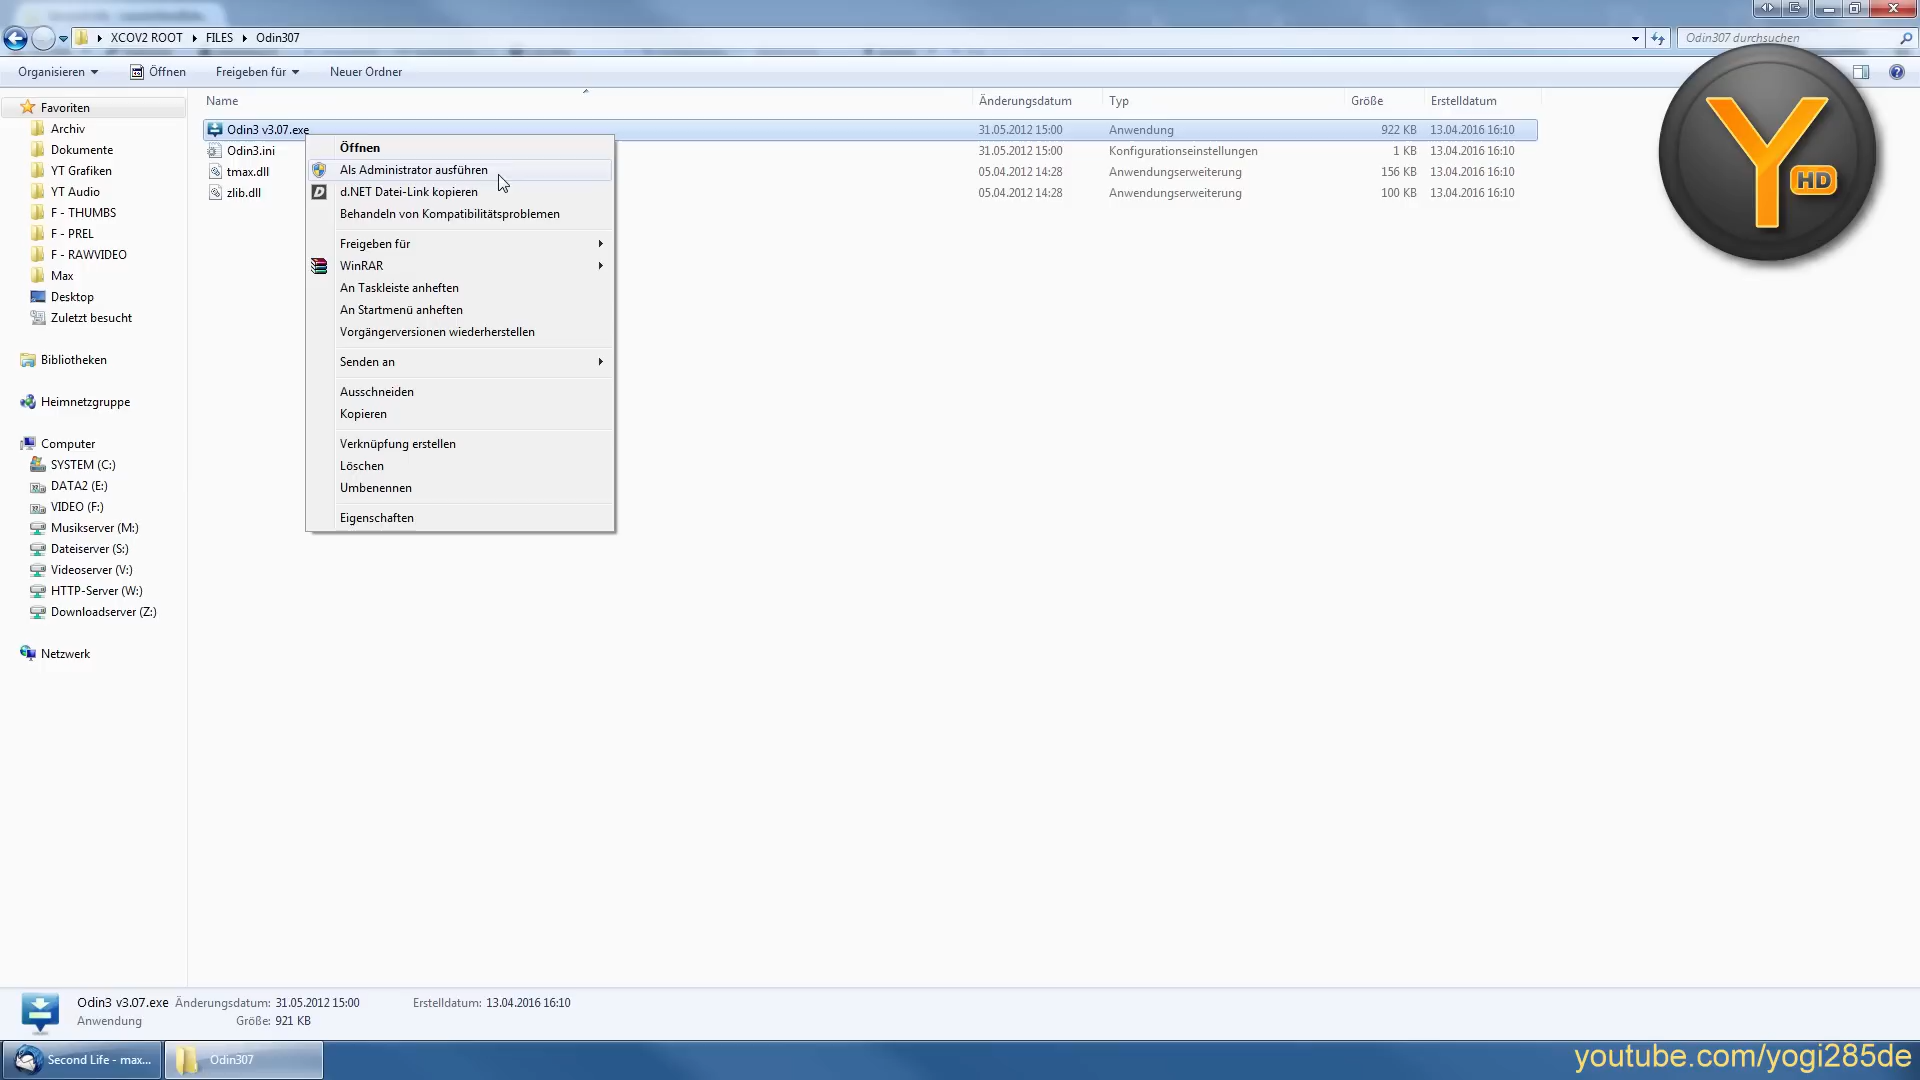 XCOV2 ROOT FILES Odin307
Odin307 durchsuchen
Organisieren Öffnen Freigeben für Neuer Ordner
Name Änderungsdatum Typ Größe Erstelldatum
Favoriten
Archiv
Dokumente
YT Grafiken
YT Audio
F - THUMBS
F - PREL
F - RAWVIDEO
Max
Desktop
Zuletzt besucht
Bibliotheken
Heimnetzgruppe
Computer
SYSTEM (C:)
DATA2 (E:)
VIDEO (F:)
Musikserver (M:)
Dateiserver (S:)
Videoserver (V:)
HTTP-Server (W:)
Downloadserver (Z:)
Netzwerk
Odin3 v3.07.exe 31.05.2012 15:00 Anwendung 922 KB 13.04.2016 16:10
Odin3.ini 31.05.2012 15:00 Konfigurationseinstellungen 1 KB 13.04.2016 16:10
tmax.dll 05.04.2012 14:28 Anwendungserweiterung 156 KB 13.04.2016 16:10
zlib.dll 05.04.2012 14:28 Anwendungserweiterung 100 KB 13.04.2016 16:10
Öffnen
Als Administrator ausführen
d.NET Datei-Link kopieren
Behandeln von Kompatibilitätsproblemen
Freigeben für
WinRAR
An Taskleiste anheften
An Startmenü anheften
Vorgängerversionen wiederherstellen
Senden an
Ausschneiden
Kopieren
Verknüpfung erstellen
Löschen
Umbenennen
Eigenschaften
Y HD
Odin3 v3.07.exe Änderungsdatum: 31.05.2012 15:00 Erstelldatum: 13.04.2016 16:10
Anwendung Größe: 921 KB
Second Life - max... Odin307
youtube.com/yogi285de